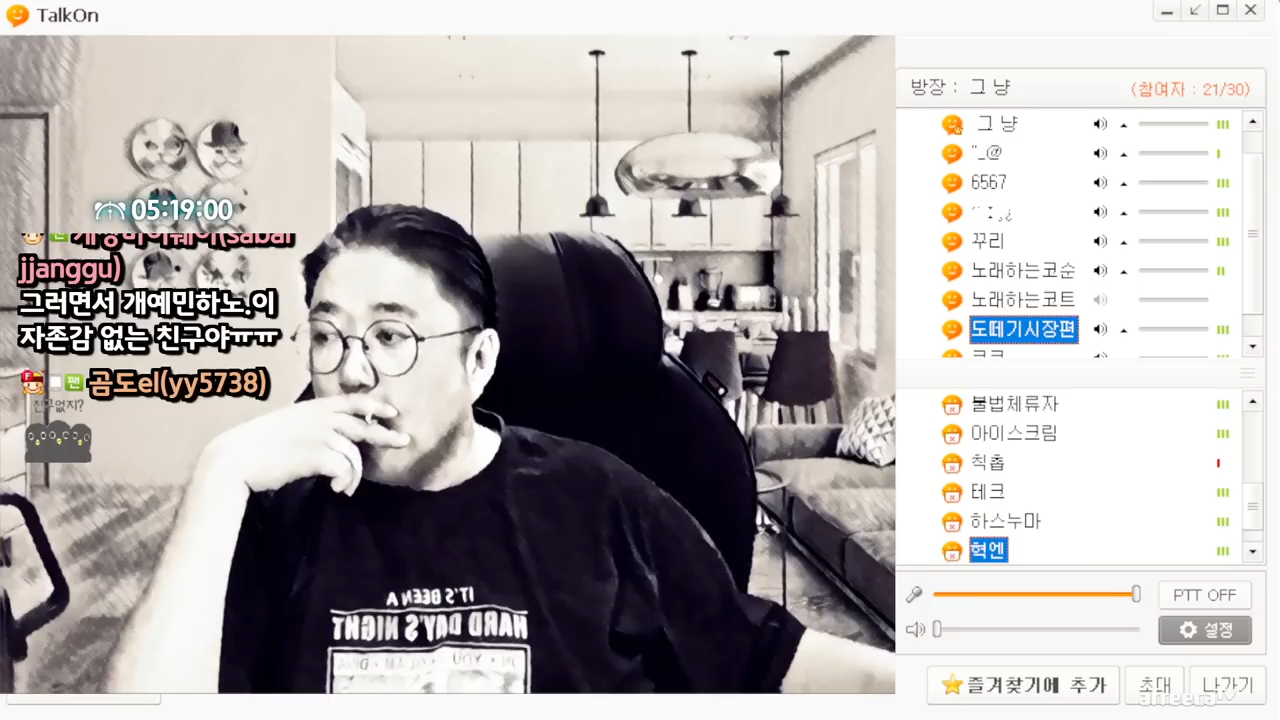 TalkOn
방장 : 그 냥
(참여자 : 21/30)
그 냥
"_@
6567
꾸리
노래하는코순
노래하는코트
도떼기시장편
불법체류자
아이스크림
칙촙
테크
하스누마
혁엔
PTT OFF
설정
즐겨찾기에 추가
초대
나가기
afreecaTV
05:19:00
jjanggu)
그러면서 개예민하노.이
자존감 없는 친구야ㅠㅠ
팬 곰도el(yy5738)
친구없지?
IT'S BEEN A
HARD DAY'S NIGHT